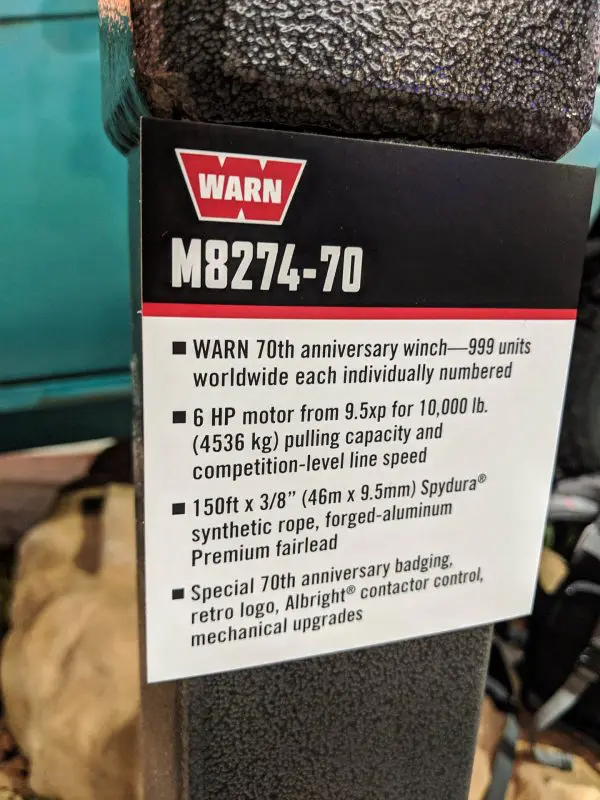 WARN
M8274-70
■ WARN 70th anniversary winch—999 units
worldwide each individually numbered
■ 6 HP motor from 9.5xp for 10,000 lb.
(4536 kg) pulling capacity and
competition-level line speed
■ 150ft x 3/8” (46m x 9.5mm) Spydura®
synthetic rope, forged-aluminum
Premium fairlead
■ Special 70th anniversary badging,
retro logo, Albright® contactor control,
mechanical upgrades